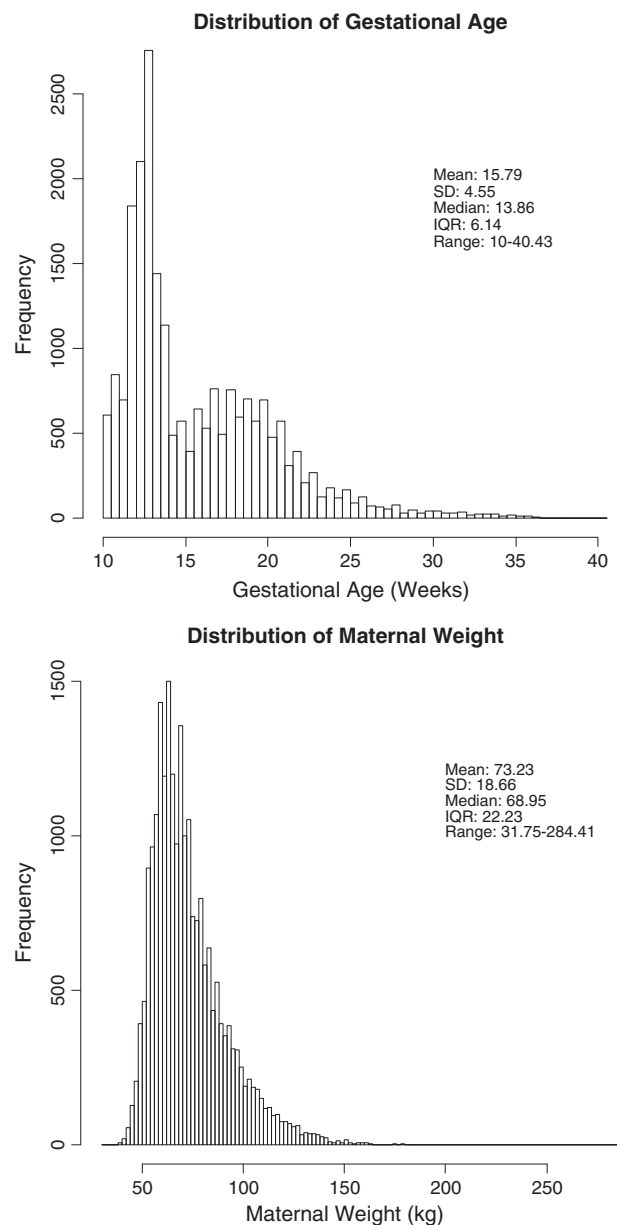 Distribution of Gestational Age
Frequency
0 500 1000 1500 2000 2500
Mean: 15.79
SD: 4.55
Median: 13.86
IQR: 6.14
Range: 10-40.43
10 15 20 25 30 35 40
Gestational Age (Weeks)
Distribution of Maternal Weight
Frequency
0 500 1000 1500
Mean: 73.23
SD: 18.66
Median: 68.95
IQR: 22.23
Range: 31.75-284.41
50 100 150 200 250
Maternal Weight (kg)